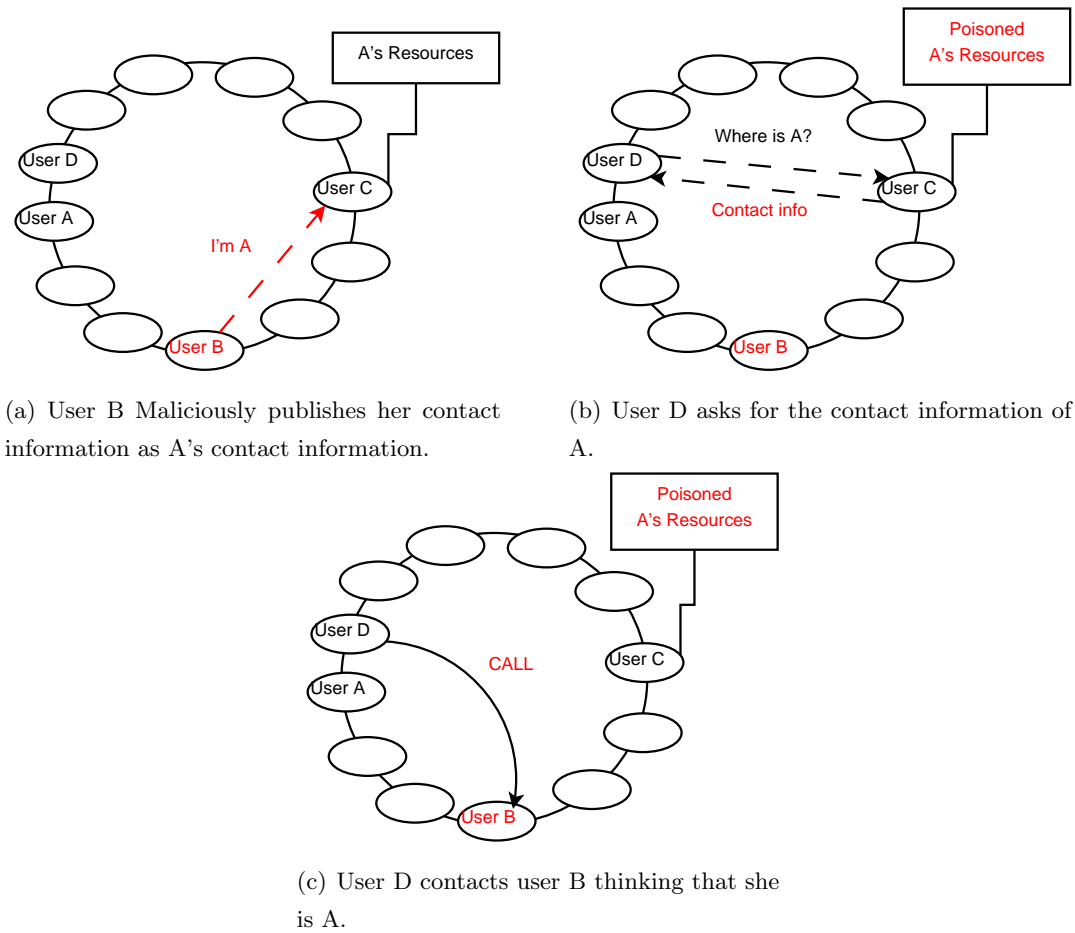 A's Resources
User D
User A
User C
I'm A
User B
(a) User B Maliciously publishes her contact
information as A's contact information.
Poisoned
A's Resources
Where is A?
User D
User C
Contact info
User A
User B
(b) User D asks for the contact information of
A.
Poisoned
A's Resources
User D
CALL
User C
User A
User B
(c) User D contacts user B thinking that she
is A.